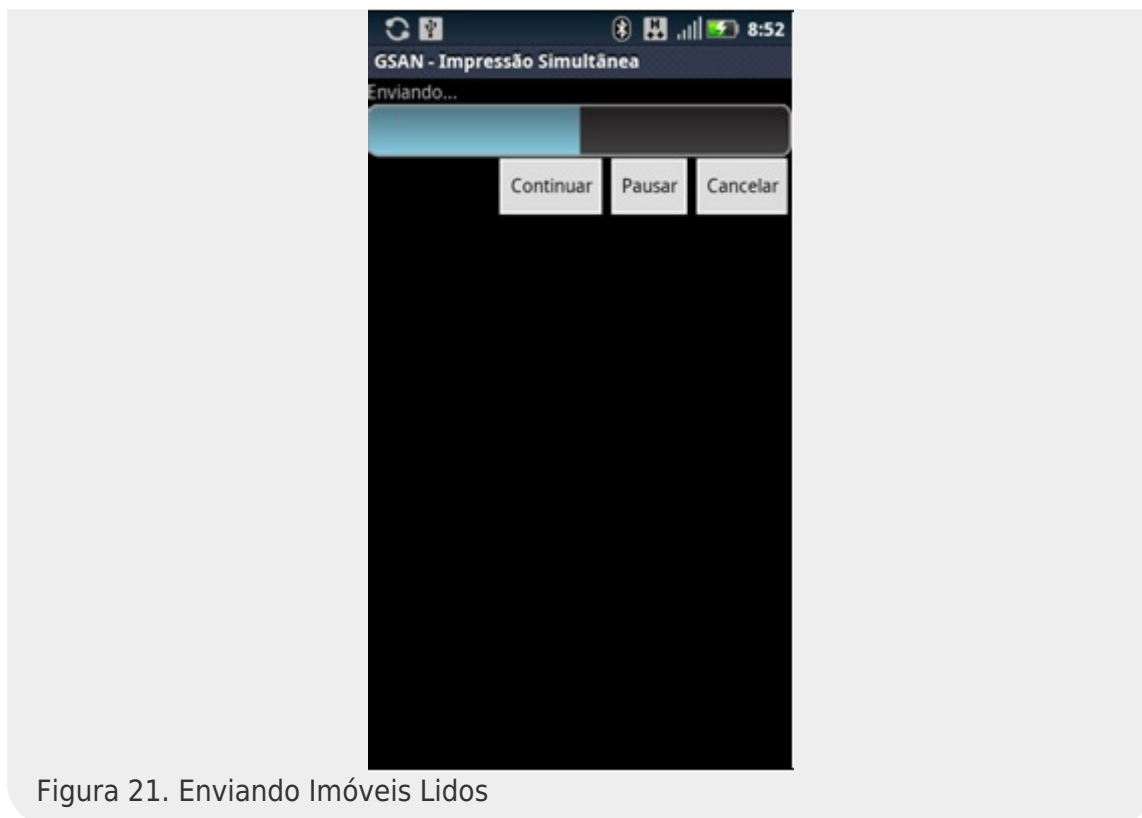 8:52
GSAN - Impressão Simultânea
Enviando...
Continuar Pausar Cancelar
Figura 21. Enviando Imóveis Lidos